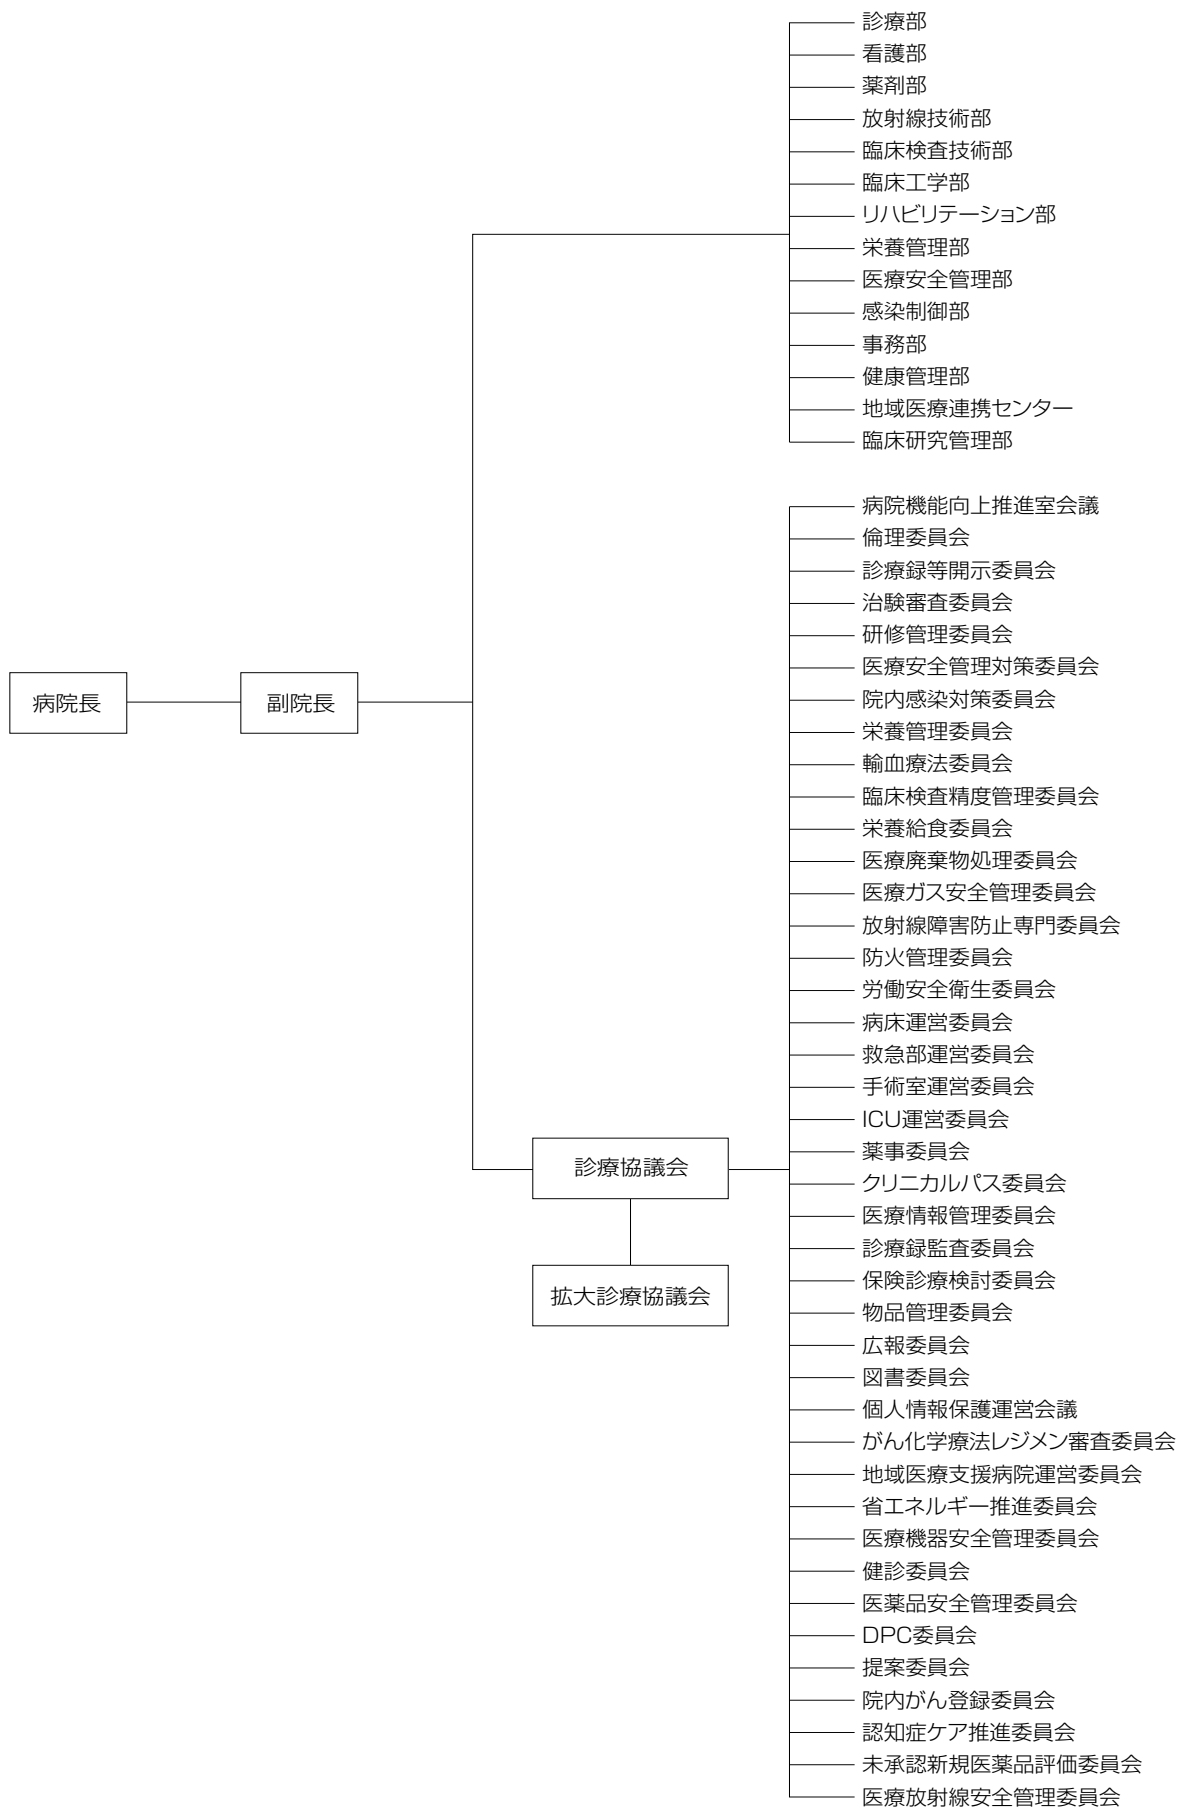 病院長
副院長
診療部
看護部
薬剤部
放射線技術部
臨床検査技術部
臨床工学部
リハビリテーション部
栄養管理部
医療安全管理部
感染制御部
事務部
健康管理部
地域医療連携センター
臨床研究管理部
診療協議会
拡大診療協議会
病院機能向上推進室会議
倫理委員会
診療録等開示委員会
治験審査委員会
研修管理委員会
医療安全管理対策委員会
院内感染対策委員会
栄養管理委員会
輸血療法委員会
臨床検査精度管理委員会
栄養給食委員会
医療廃棄物処理委員会
医療ガス安全管理委員会
放射線障害防止専門委員会
防火管理委員会
労働安全衛生委員会
病床運営委員会
救急部運営委員会
手術室運営委員会
ICU運営委員会
薬事委員会
クリニカルパス委員会
医療情報管理委員会
診療録監査委員会
保険診療検討委員会
物品管理委員会
広報委員会
図書委員会
個人情報保護運営会議
がん化学療法レジメン審査委員会
地域医療支援病院運営委員会
省エネルギー推進委員会
医療機器安全管理委員会
健診委員会
医薬品安全管理委員会
DPC委員会
提案委員会
院内がん登録委員会
認知症ケア推進委員会
未承認新規医薬品評価委員会
医療放射線安全管理委員会